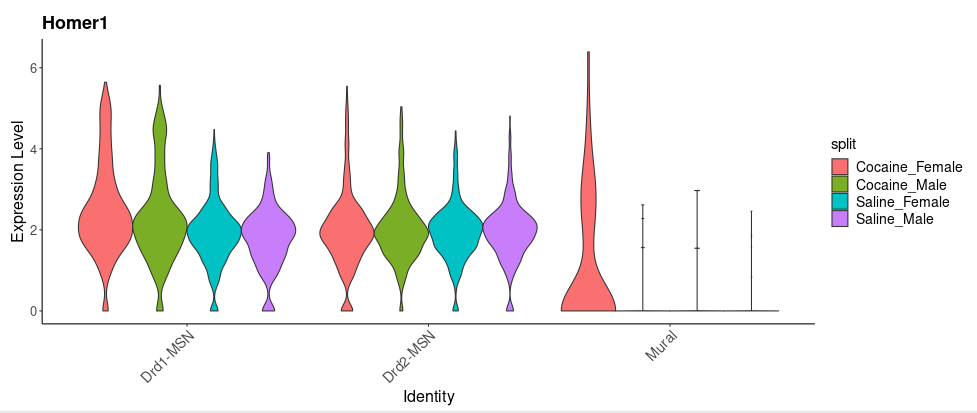 Homer1
Expression Level
6
4
2
0
Drd1-MSN
Drd2-MSN
Mural
Identity
split
Cocaine_Female
Cocaine_Male
Saline_Female
Saline_Male